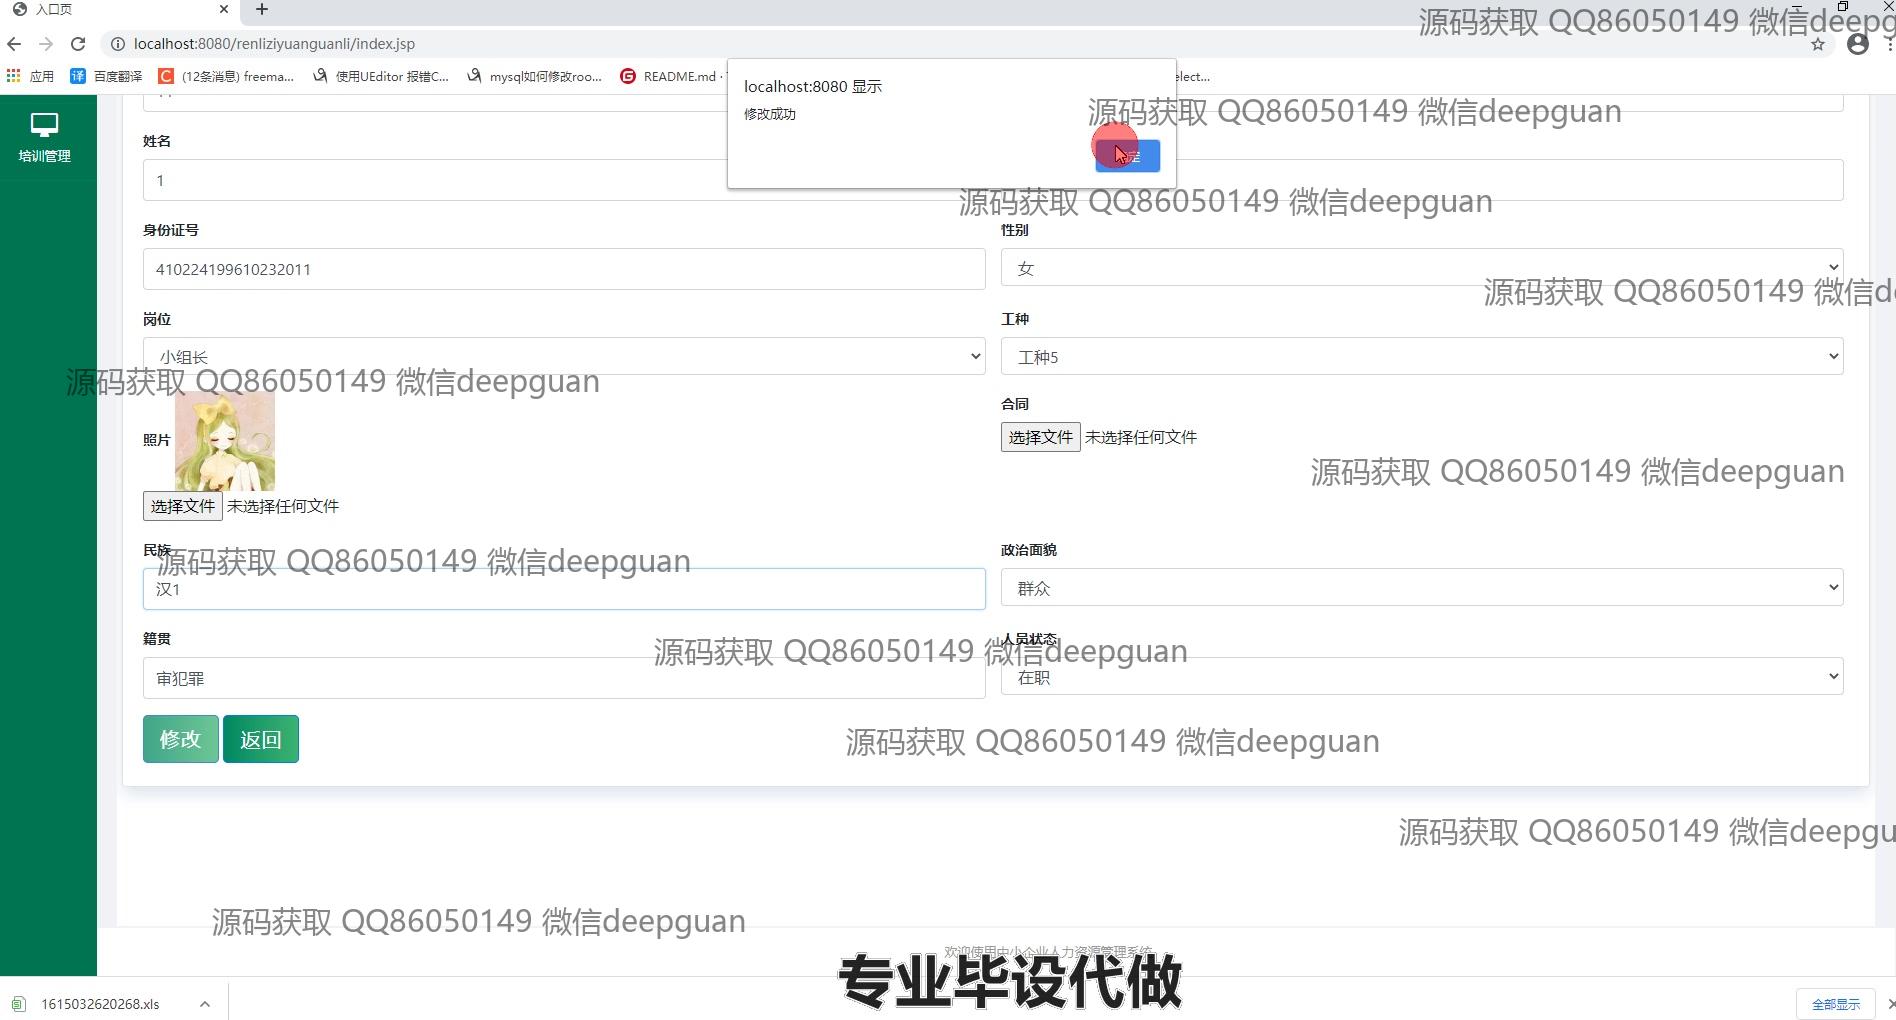 入口页
源码获取 QQ86050149 微信deepg
localhost:8080/renliziyuanguanli/index.jsp
应用
百度翻译
(12条消息) freema...
使用UEditor 报错C...
mysql如何修改roo...
README.md ·
elect...
localhost:8080 显示
修改成功
源码获取 QQ86050149 微信deepguan
培训管理
姓名
1
源码获取 QQ86050149 微信deepguan
身份证号
性别
410224199610232011
女
源码获取 QQ86050149 微信d
岗位
工种
小组长
工种5
源码获取 QQ86050149 微信deepguan
照片
合同
选择文件 未选择任何文件
源码获取 QQ86050149 微信deepguan
选择文件 未选择任何文件
民族
政治面貌
源码获取 QQ86050149 微信deepguan
汉1
群众
籍贯
人员状态
源码获取 QQ86050149 微信deepguan
审犯罪
在职
修改
返回
源码获取 QQ86050149 微信deepguan
源码获取 QQ86050149 微信deepgu
源码获取 QQ86050149 微信deepguan
欢迎使用中小企业人力资源管理系统
专业毕设代做
1615032620268.xls
全部显示